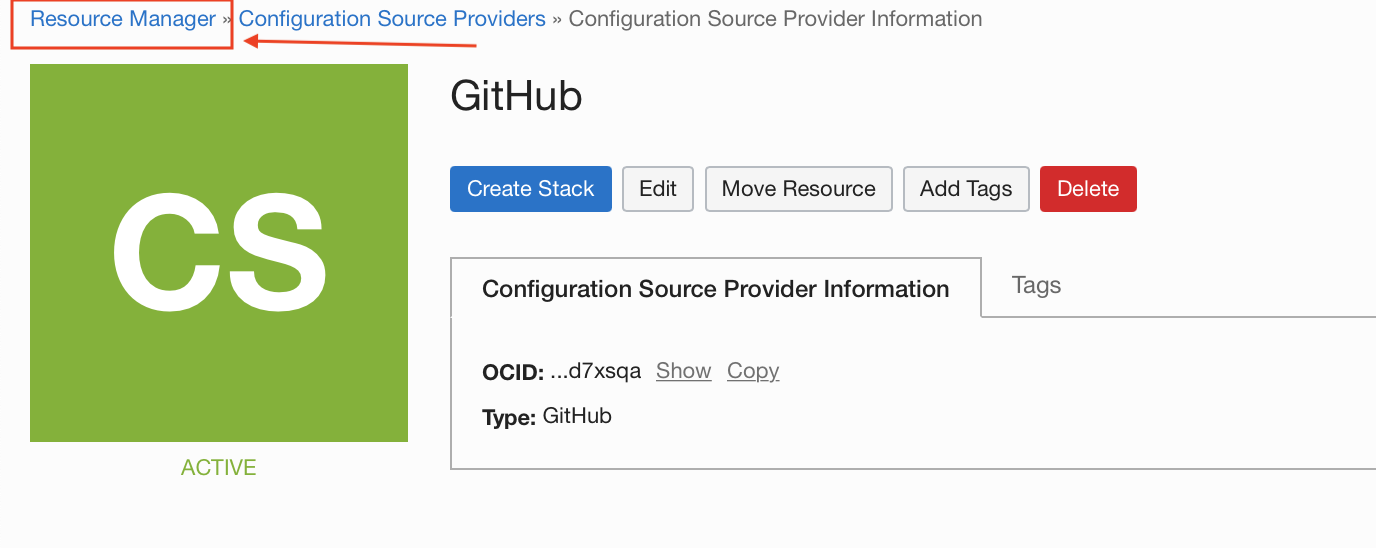 Resource Manager » Configuration Source Providers » Configuration Source Provider Information
CS
ACTIVE
GitHub
Create Stack Edit Move Resource Add Tags Delete
Configuration Source Provider Information Tags
OCID: ...d7xsqa Show Copy
Type: GitHub